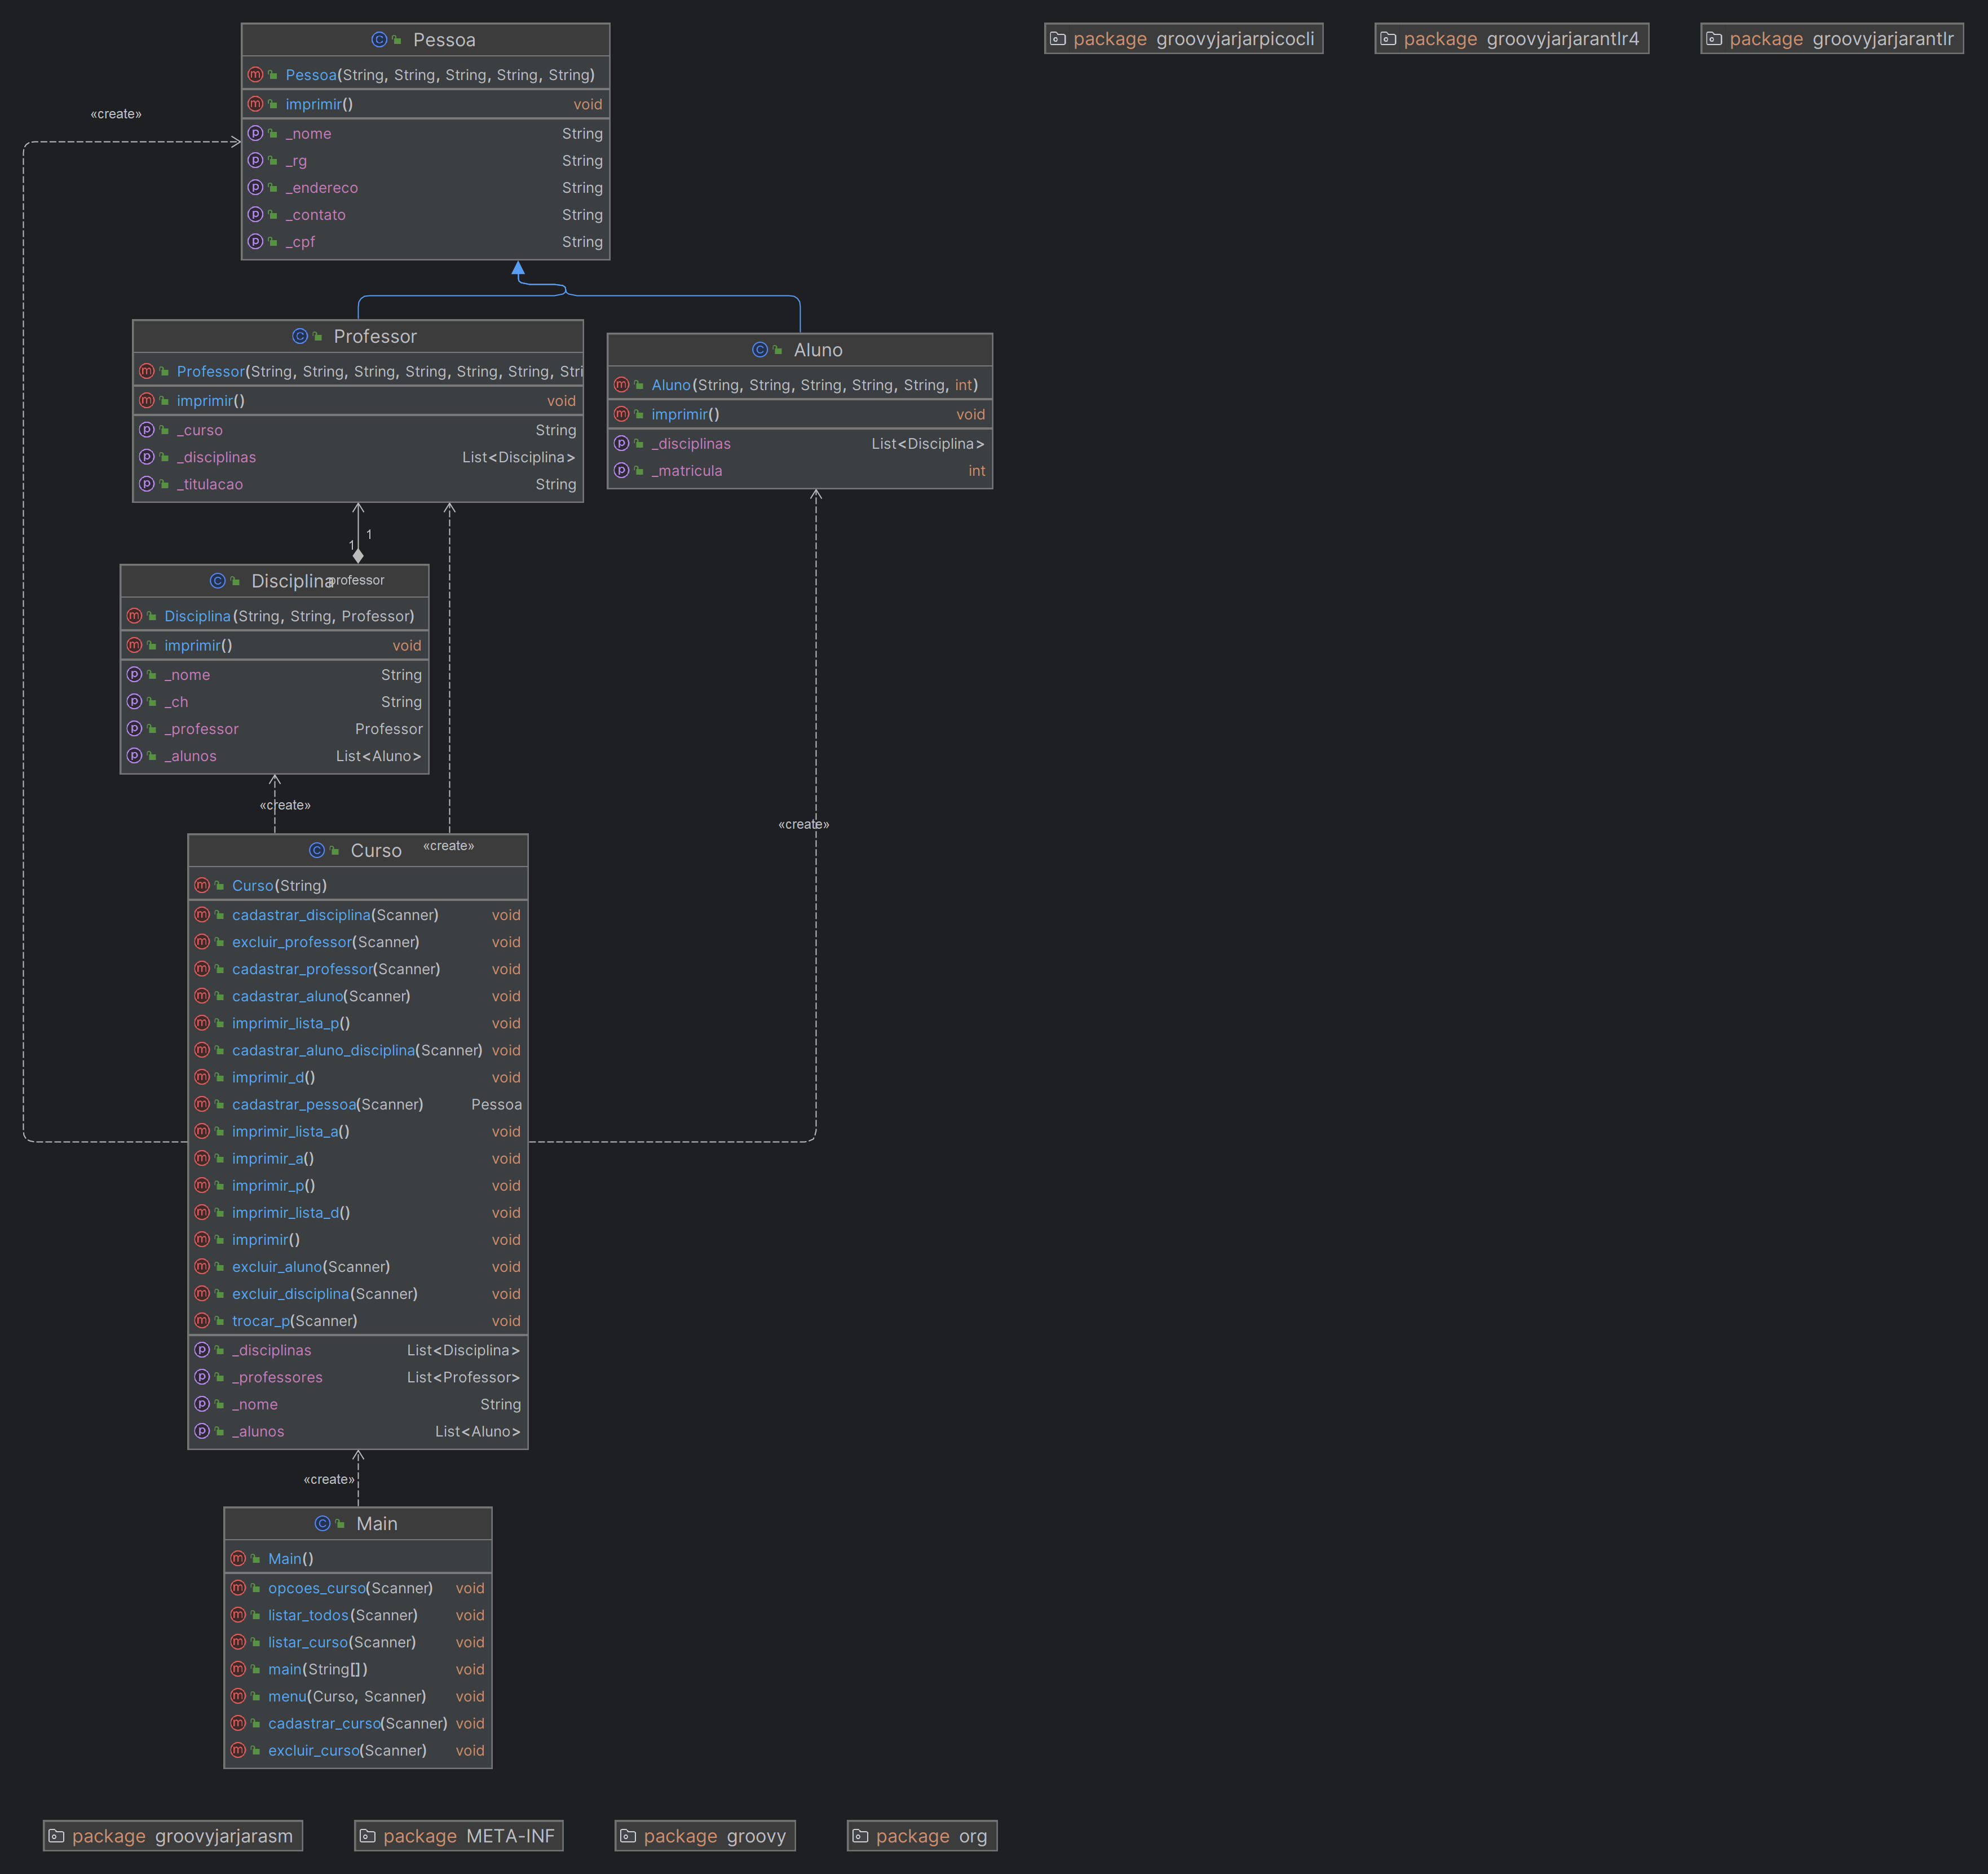 Pessoa
Pessoa(String, String, String, String, String)
imprimir() void
_nome String
_rg String
_endereco String
_contato String
_cpf String
package groovyjarjarpicocli
package groovyjarjarantlr4
package groovyjarjarantlr
«create»
Professor
Professor(String, String, String, String, String, String, Stri
imprimir() void
_curso String
_disciplinas List<Disciplina>
_titulacao String
Aluno
Aluno(String, String, String, String, String, int)
imprimir() void
_disciplinas List<Disciplina>
_matricula int
1
1
professor
Disciplina
Disciplina(String, String, Professor)
imprimir() void
_nome String
_ch String
_professor Professor
_alunos List<Aluno>
«create»
«create»
«create»
Curso
Curso(String)
cadastrar_disciplina(Scanner) void
excluir_professor(Scanner) void
cadastrar_professor(Scanner) void
cadastrar_aluno(Scanner) void
imprimir_lista_p() void
cadastrar_aluno_disciplina(Scanner) void
imprimir_d() void
cadastrar_pessoa(Scanner) Pessoa
imprimir_lista_a() void
imprimir_a() void
imprimir_p() void
imprimir_lista_d() void
imprimir() void
excluir_aluno(Scanner) void
excluir_disciplina(Scanner) void
trocar_p(Scanner) void
_disciplinas List<Disciplina>
_professores List<Professor>
_nome String
_alunos List<Aluno>
«create»
Main
Main()
opcoes_curso(Scanner) void
listar_todos(Scanner) void
listar_curso(Scanner) void
main(String[]) void
menu(Curso, Scanner) void
cadastrar_curso(Scanner) void
excluir_curso(Scanner) void
package groovyjarjarasm
package META-INF
package groovy
package org